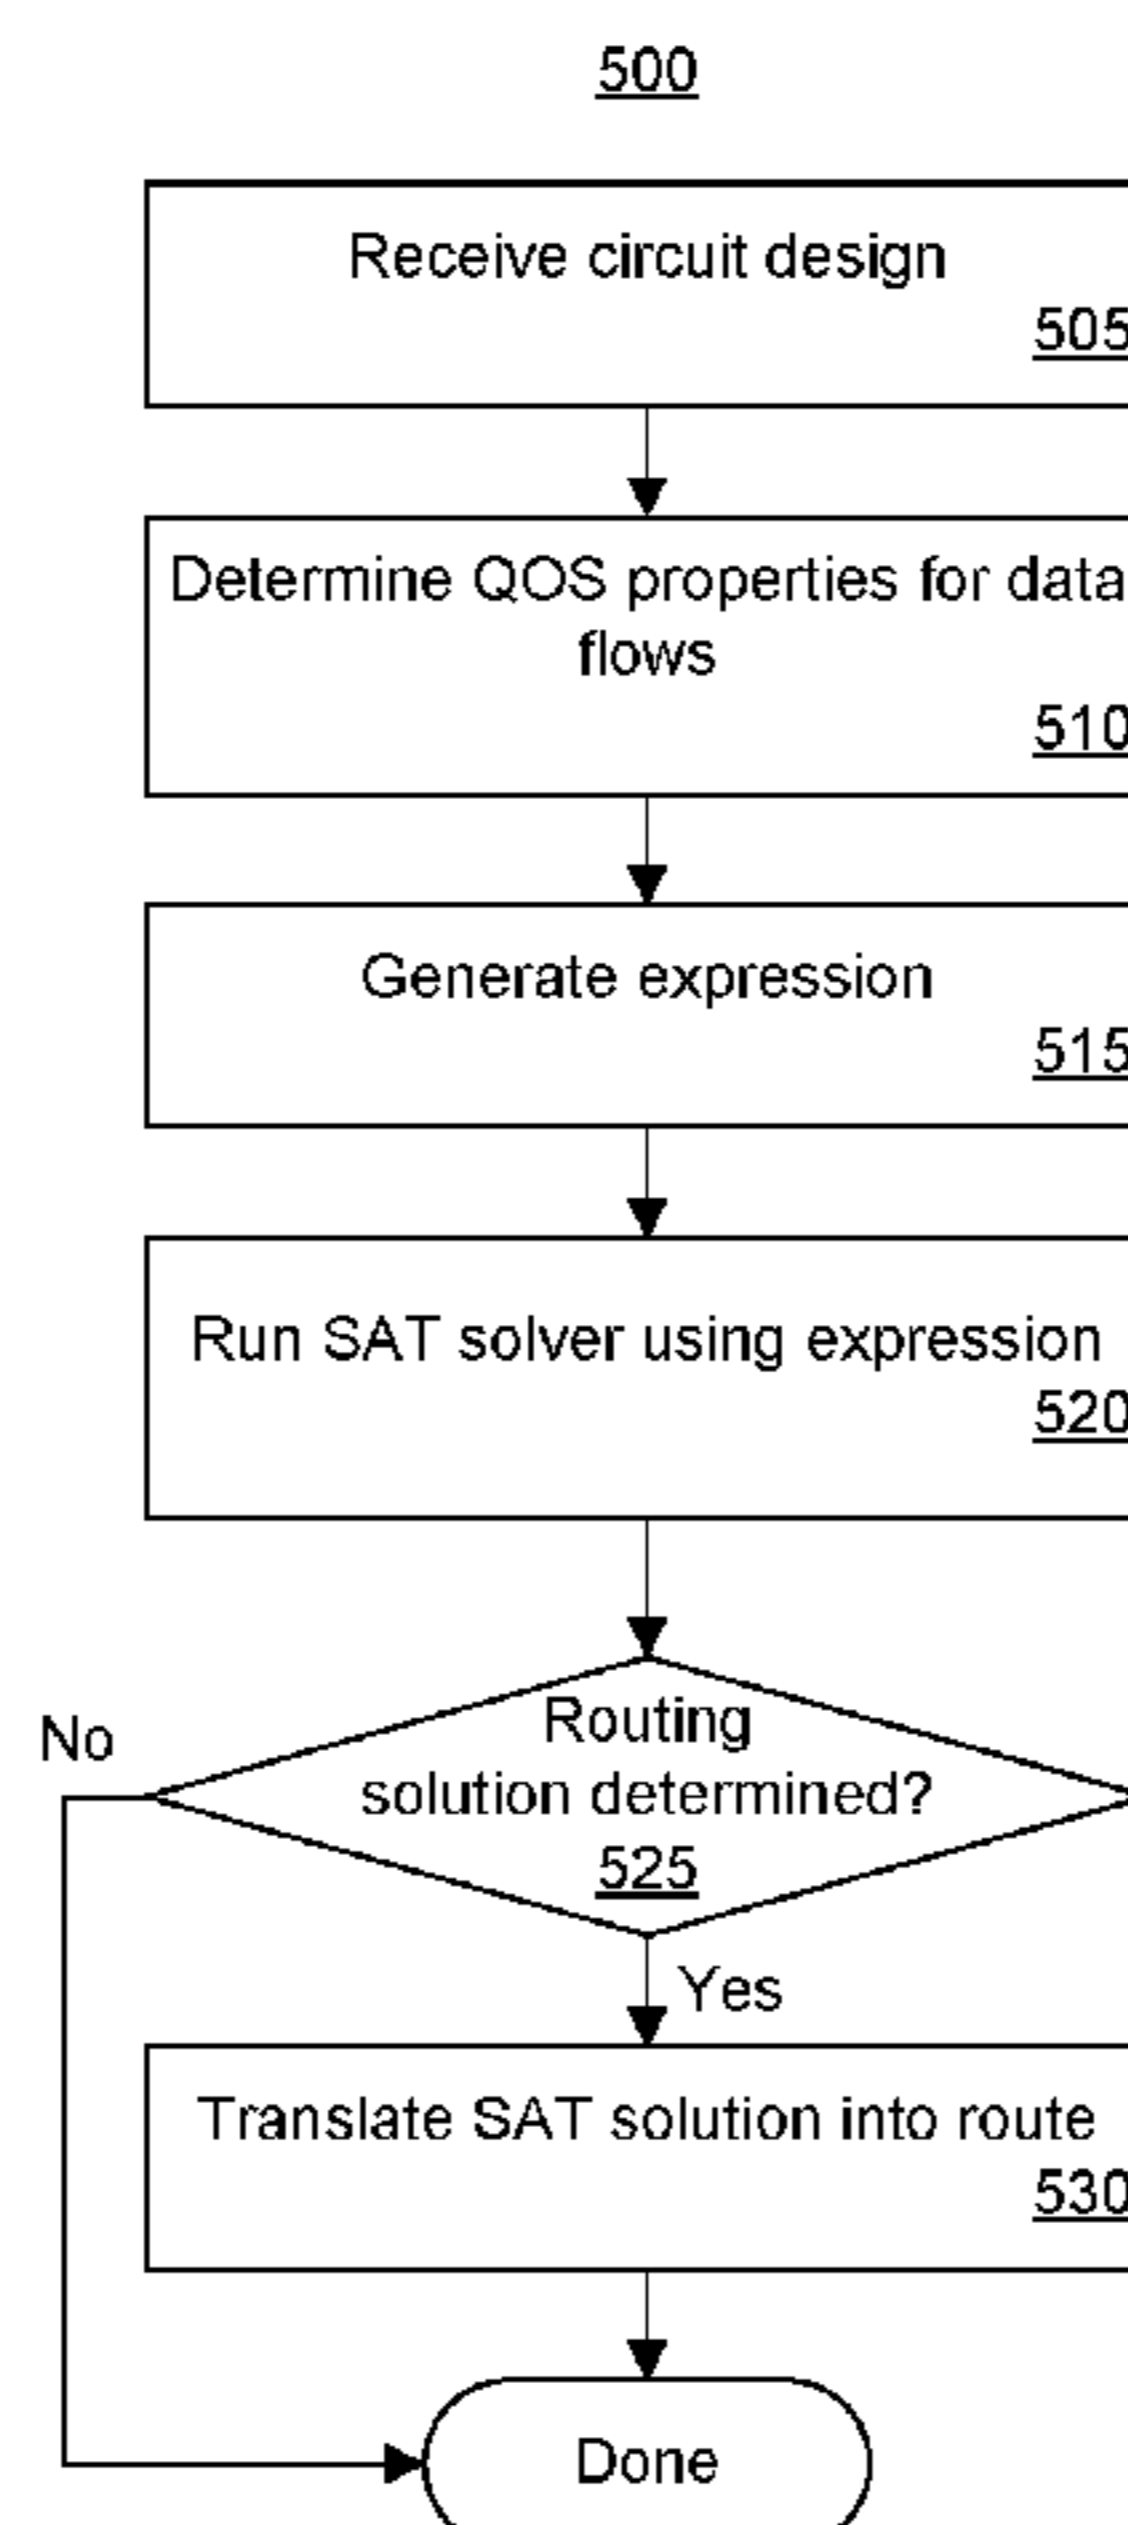 500
Receive circuit design
505
Determine QOS properties for data
flows
510
Generate expression
515
Run SAT solver using expression
520
Routing
solution determined?
525
No
Yes
Translate SAT solution into route
530
Done